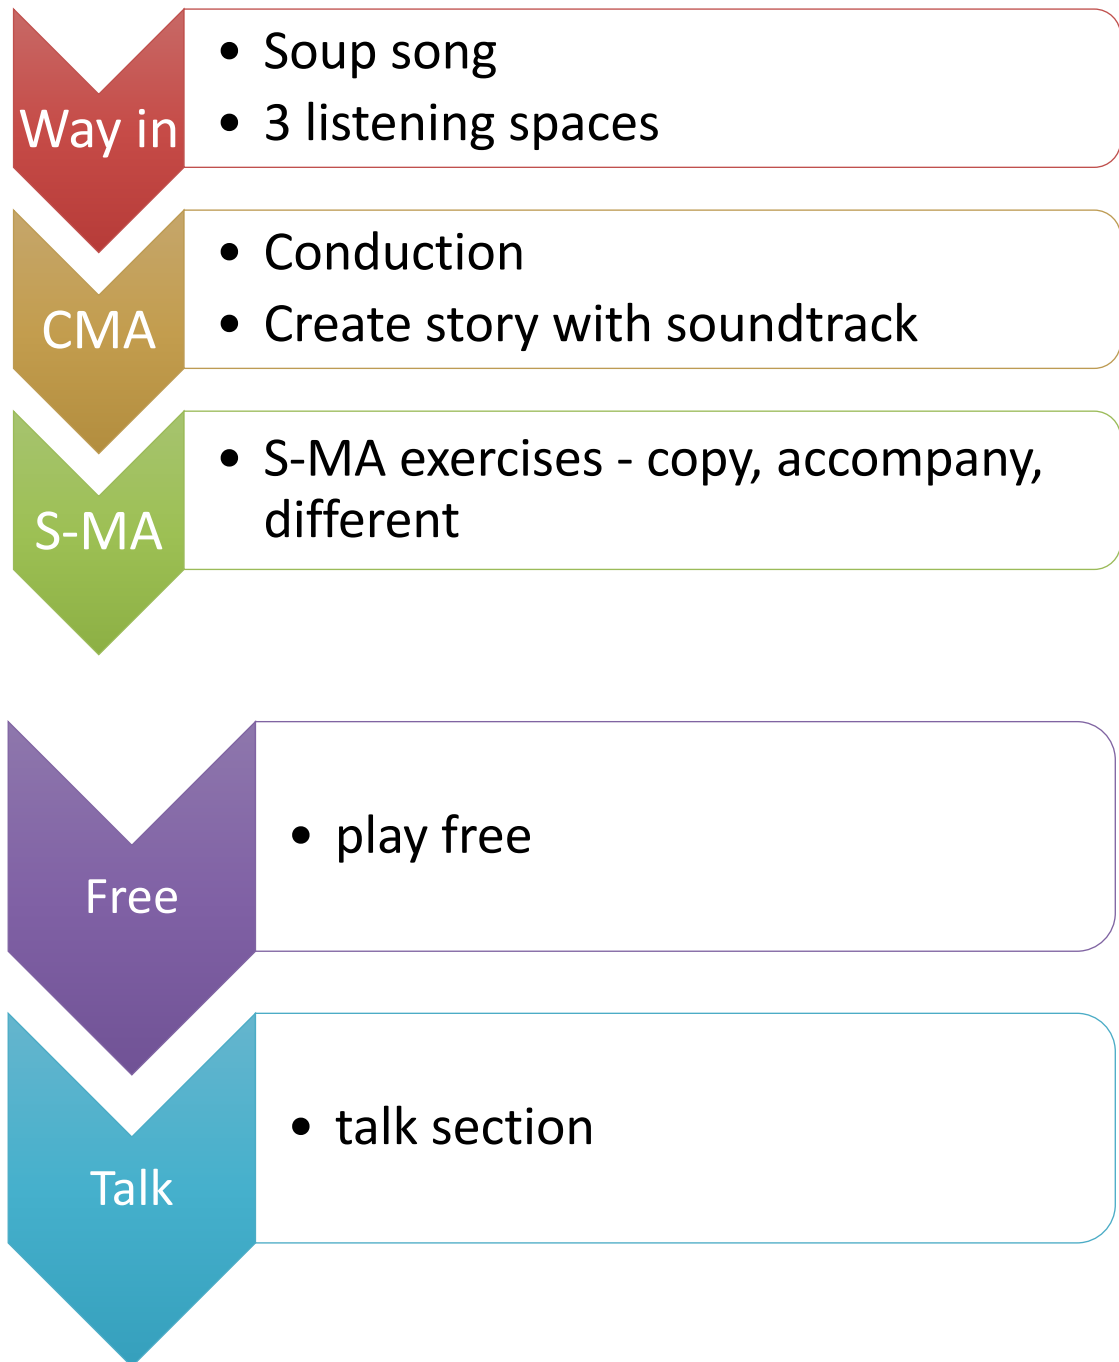 Way in
• Soup song
• 3 listening spaces
CMA
• Conduction
• Create story with soundtrack
S-MA
• S-MA exercises - copy, accompany,
different
Free
• play free
Talk
• talk section